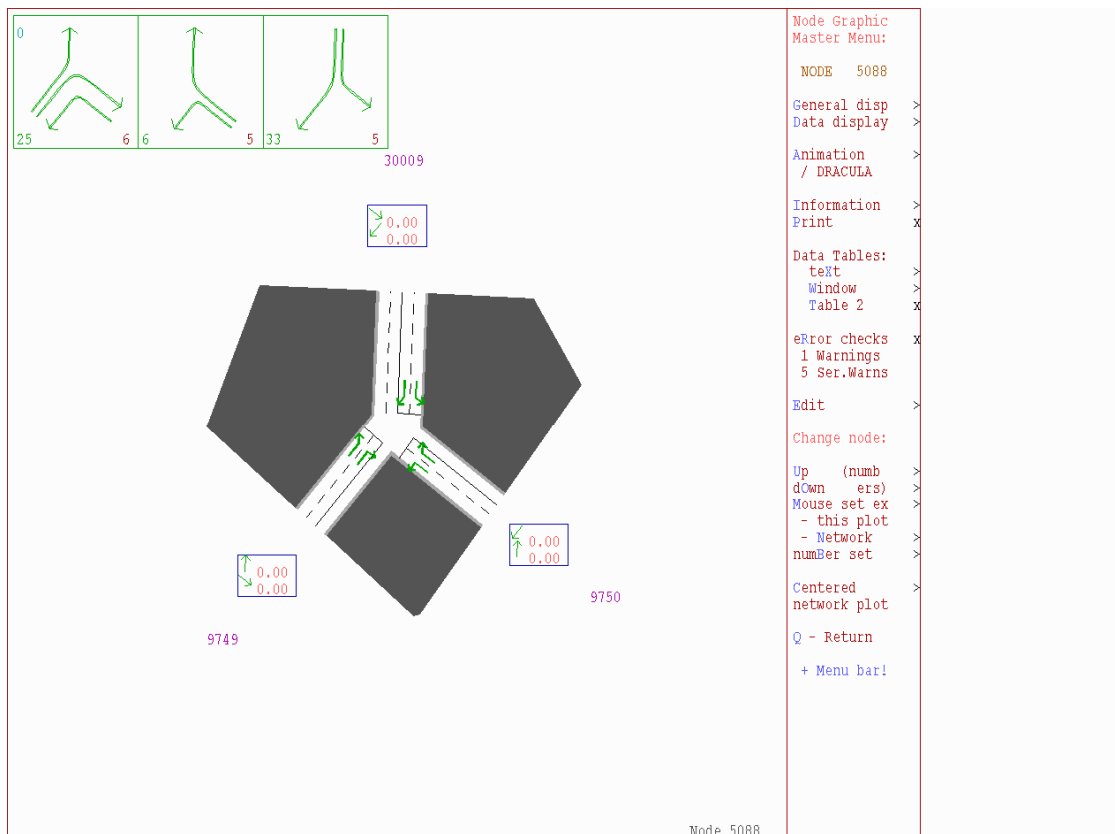 0
25 6 6 5 33 5
30009
0.00
0.00
0.00
0.00
0.00
0.00
9750
9749
Node 5088
Node Graphic
Master Menu:
NODE 5088
General disp >
Data display >
Animation >
/ DRACULA
Information >
Print x
Data Tables:
teXt >
Window >
Table 2 x
eRror checks x
1 Warnings
5 Ser.Warns
Edit >
Change node:
Up (numb >
dOwn ers) >
Mouse set ex >
- this plot
- Network >
numBer set >
Centered >
network plot
Q - Return
+ Menu bar!